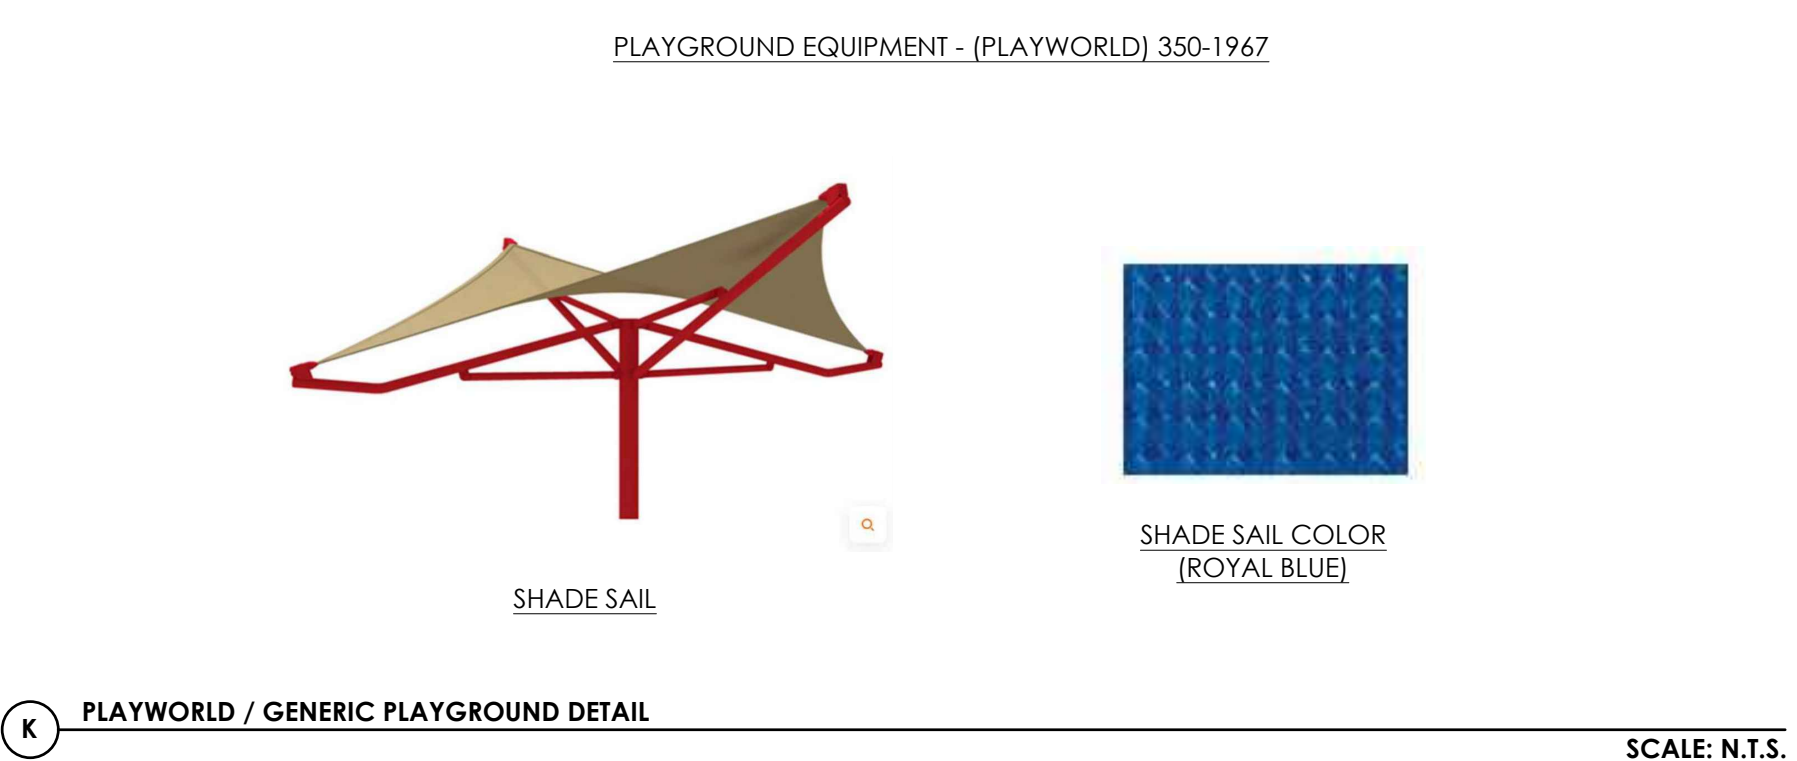 PLAYGROUND EQUIPMENT - (PLAYWORLD) 350-1967
SHADE SAIL COLOR
(ROYAL BLUE)
SHADE SAIL
K
PLAYWORLD / GENERIC PLAYGROUND DETAIL
SCALE: N.T.S.